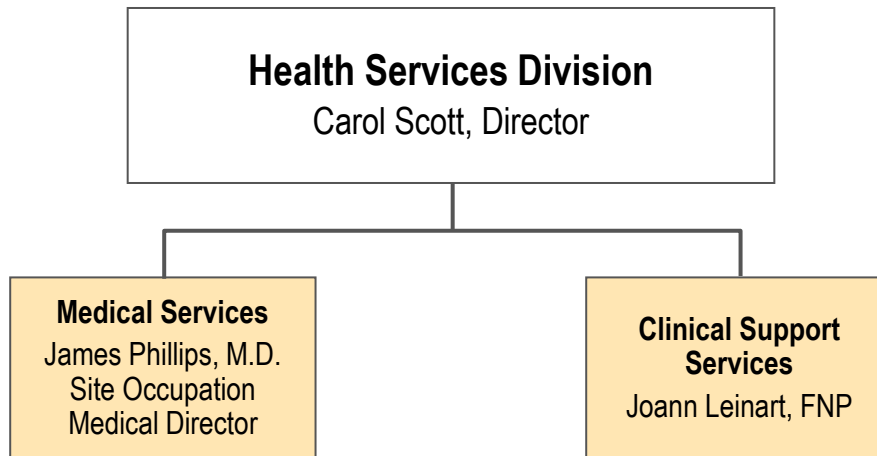 Health Services Division
Carol Scott, Director
Medical Services
James Phillips, M.D.
Site Occupation
Medical Director
Clinical Support
Services
Joann Leinart, FNP